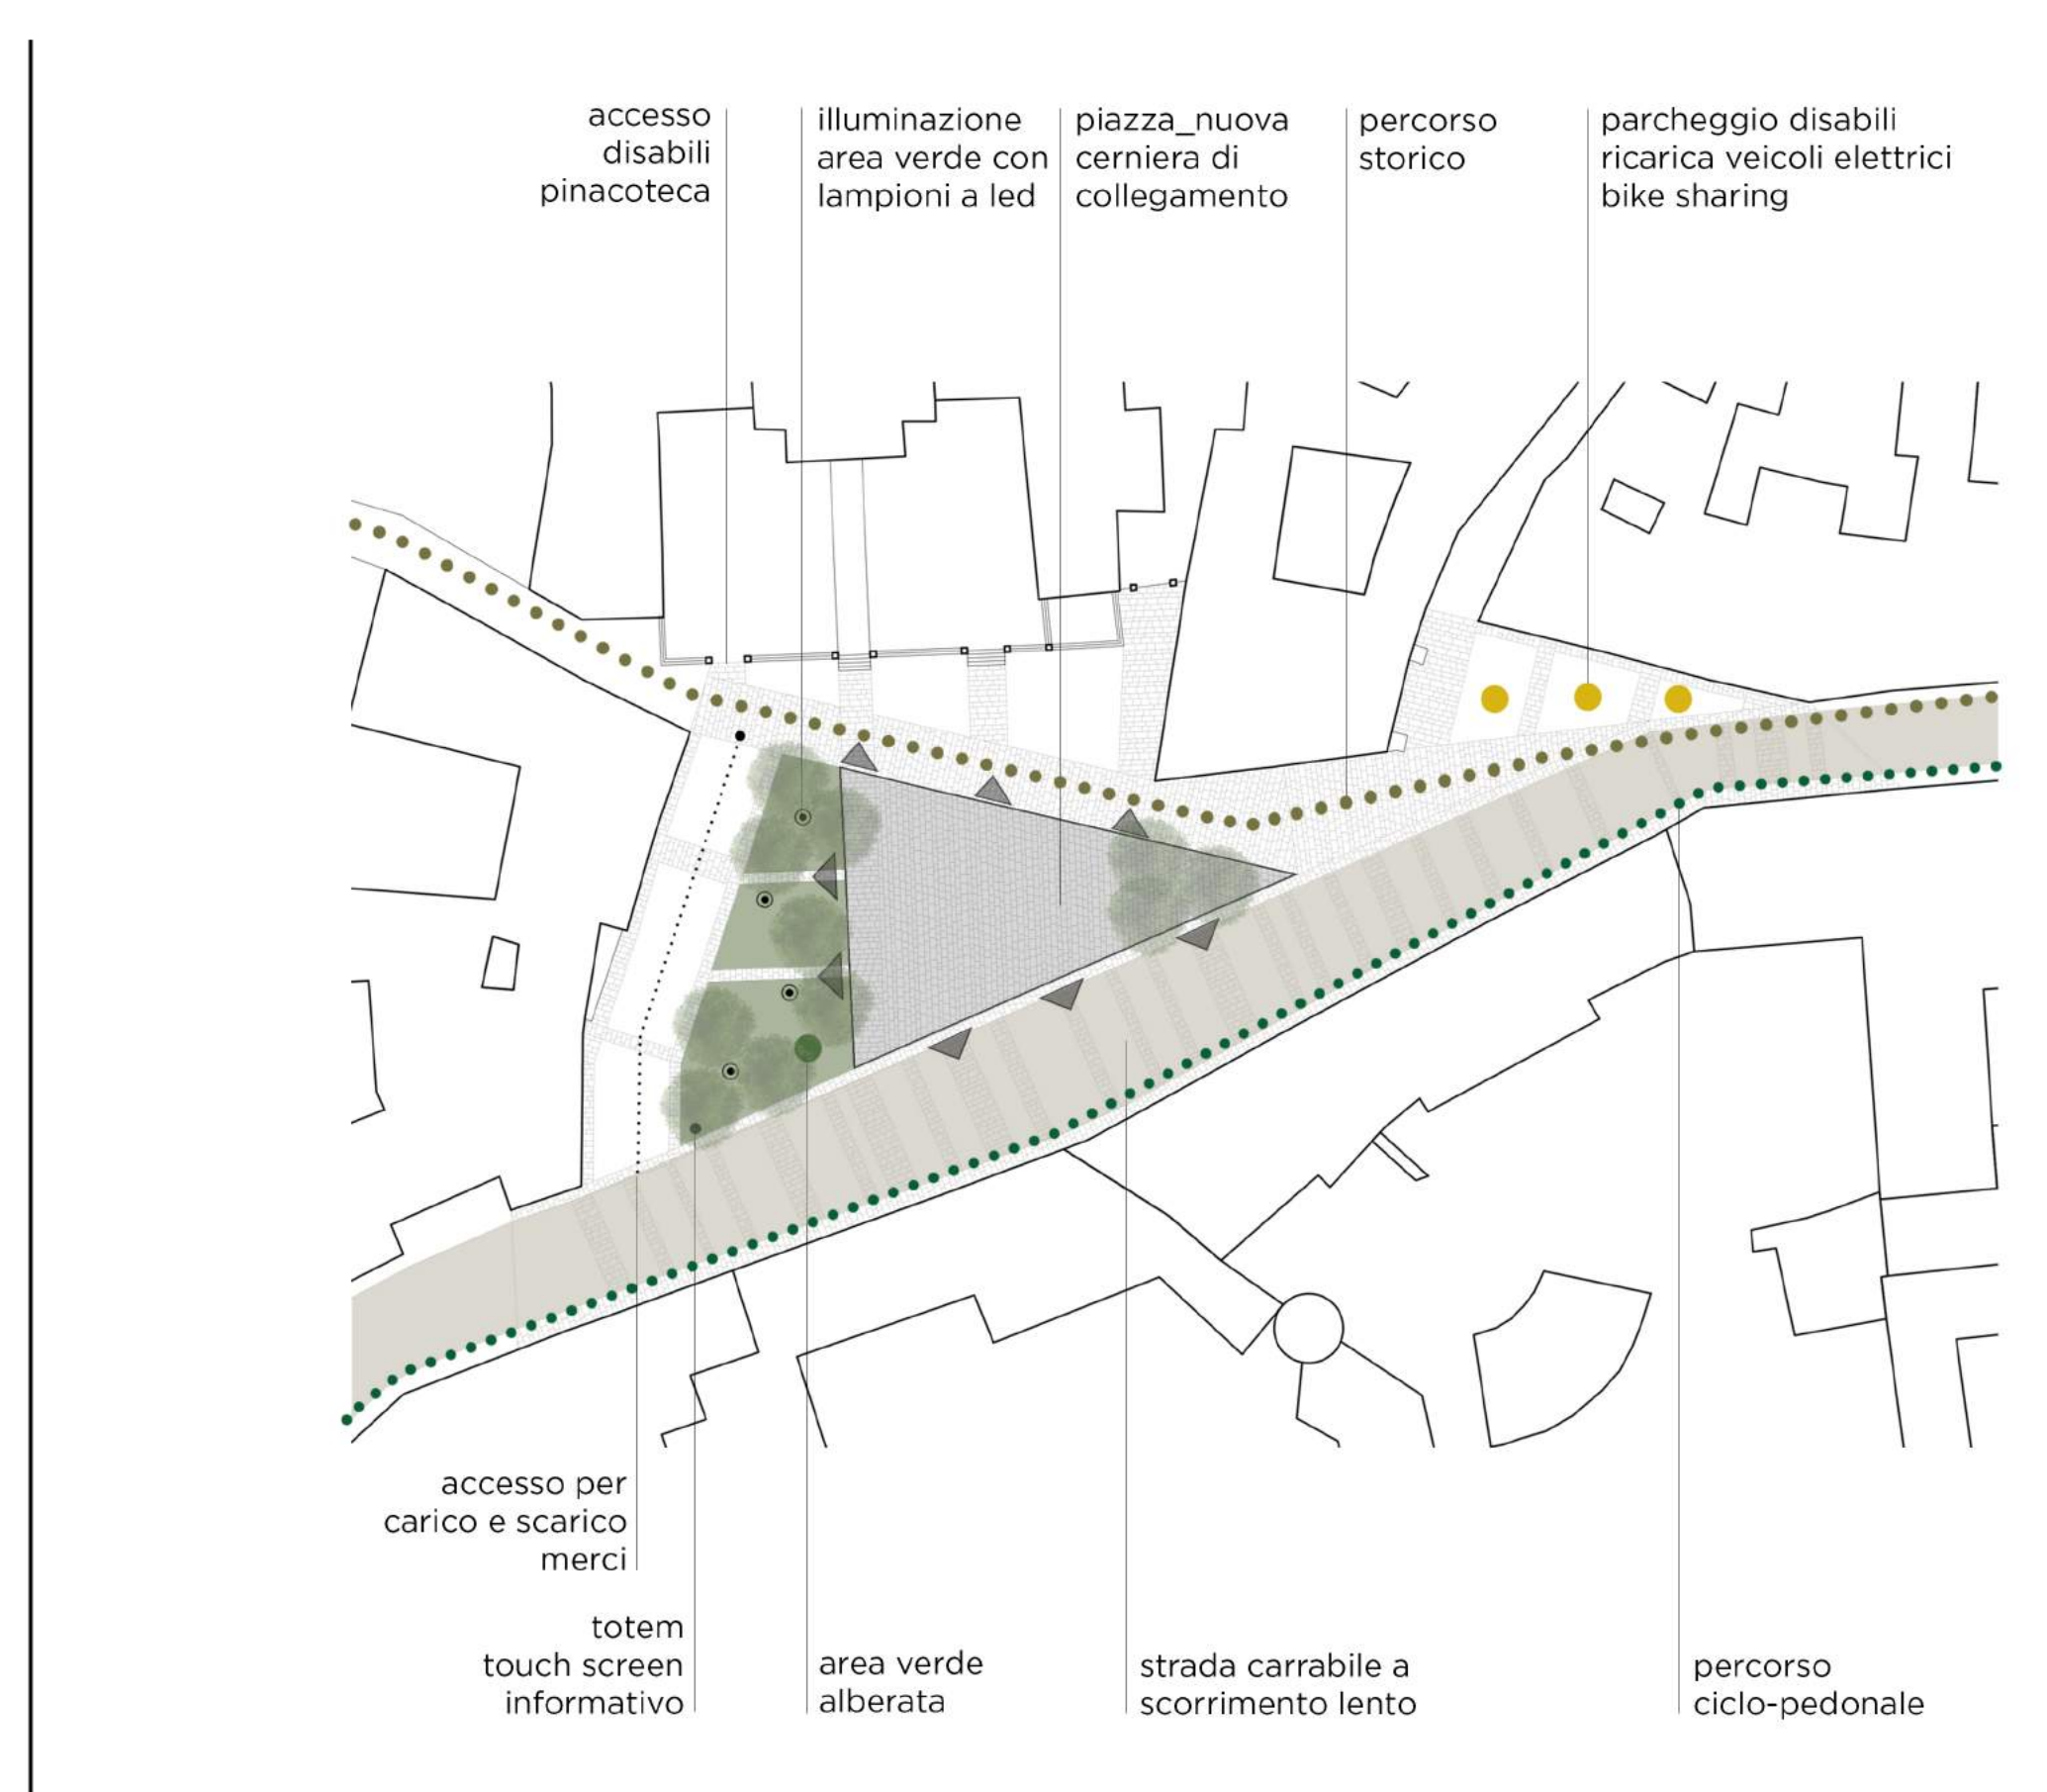 accesso
disabili
pinacoteca
illuminazione
area verde con
lampioni a led
piazza_nuova
cerniera di
collegamento
percorso
storico
parcheggio disabili
ricarica veicoli elettrici
bike sharing
accesso per
carico e scarico
merci
totem
touch screen
informativo
area verde
alberata
strada carrabile a
scorrimento lento
percorso
ciclo-pedonale